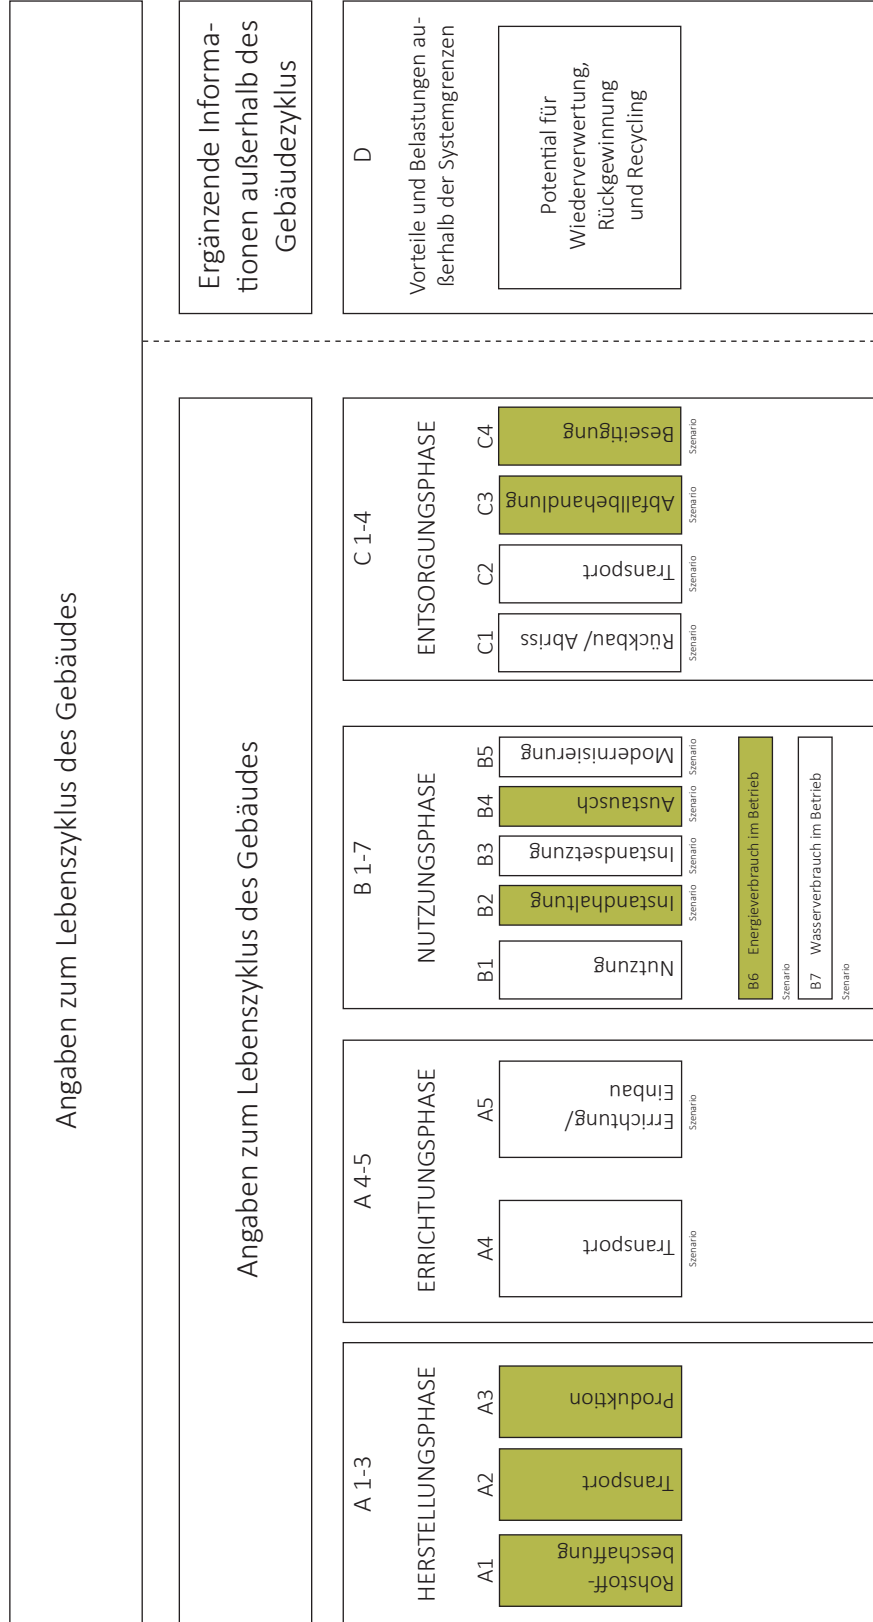 Angaben zum Lebenszyklus des Gebäudes
Angaben zum Lebenszyklus des Gebäudes
Ergänzende Informa-
tionen außerhalb des
Gebäudezyklus
A 1-3
HERSTELLUNGSPHASE
A1
Rohstoff-
beschaffung
A2
Transport
A3
Produktion
A 4-5
ERRICHTUNGSPHASE
A4
Transport
Szenario
A5
Errichtung/
Einbau
Szenario
B 1-7
NUTZUNGSPHASE
B1
Nutzung
B2
Instandhaltung
Szenario
B3
Instandsetzung
Szenario
B4
Austausch
Szenario
B5
Modernisierung
Szenario
B6 Energieverbrauch im Betrieb
Szenario
B7 Wasserverbrauch im Betrieb
Szenario
C 1-4
ENTSORGUNGSPHASE
C1
Rückbau/ Abriss
Szenario
C2
Transport
Szenario
C3
Abfallbehandlung
Szenario
C4
Beseitigung
Szenario
D
Vorteile und Belastungen au-
ßerhalb der Systemgrenzen
Potential für
Wiederverwertung,
Rückgewinnung
und Recycling